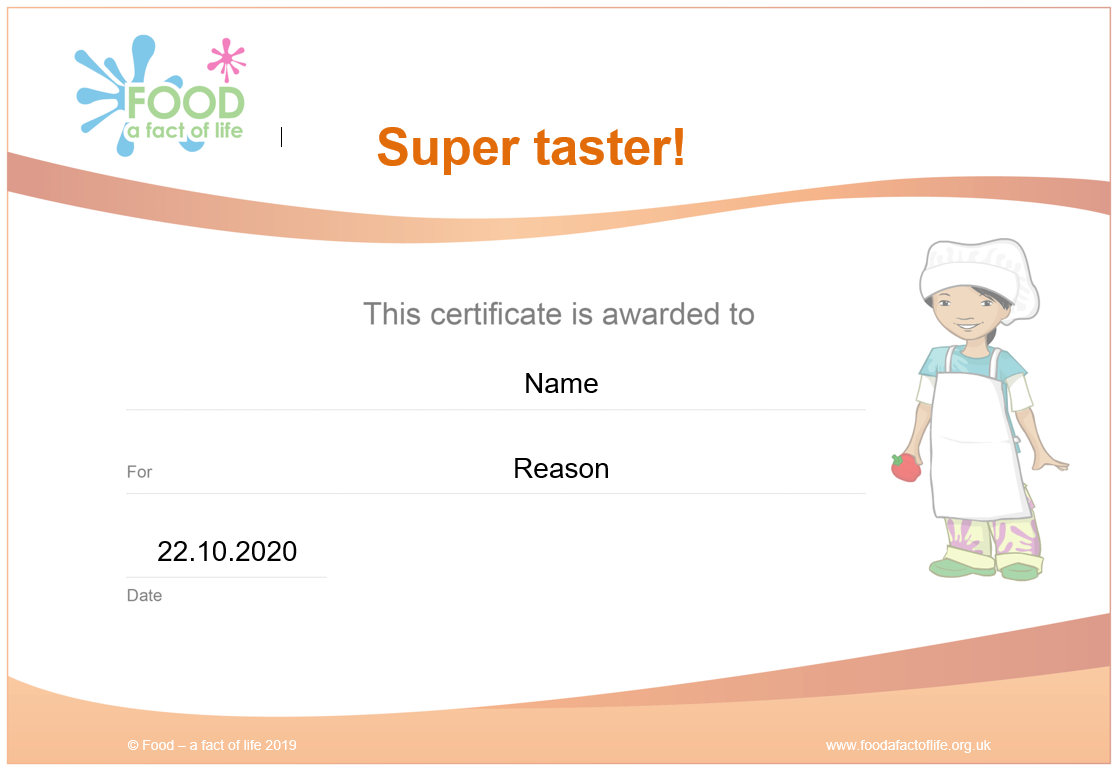 FOOD
a fact of life
Super taster!
This certificate is awarded to
Name
For
Reason
22.10.2020
Date
© Food – a fact of life 2019
www.foodafactoflife.org.uk